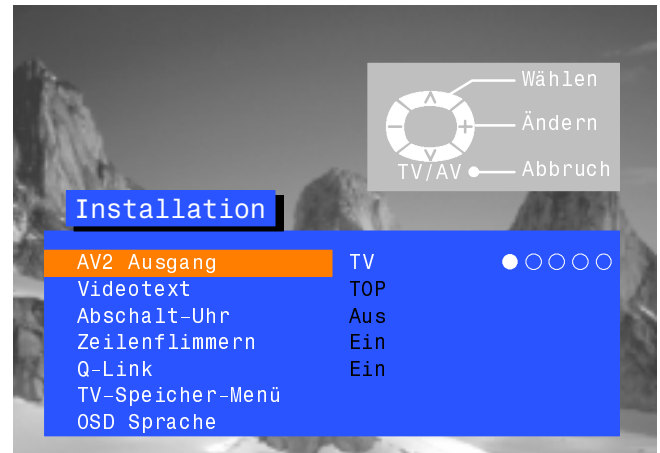 Wählen
Ändern
TV/AV Abbruch
Installation
AV2 Ausgang TV
Videotext TOP
Abschalt-Uhr Aus
Zeilenflimmern Ein
Q-Link Ein
TV-Speicher-Menü
OSD Sprache